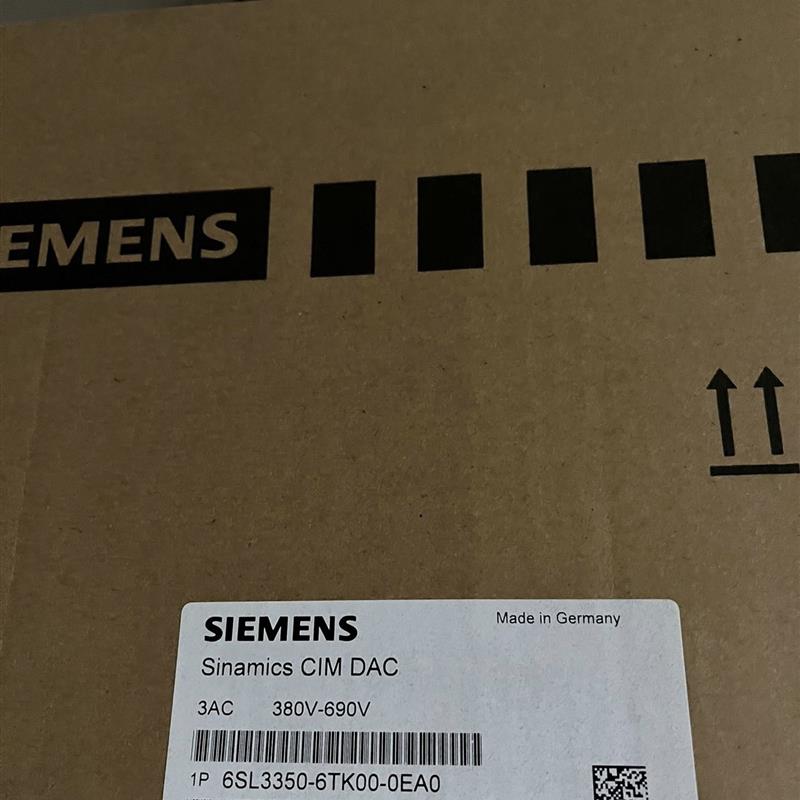 EMENS
SIEMENS
Made in Germany
Sinamics CIM DAC
3AC 380V-690V
1P 6SL3350-6TK00-0EA0